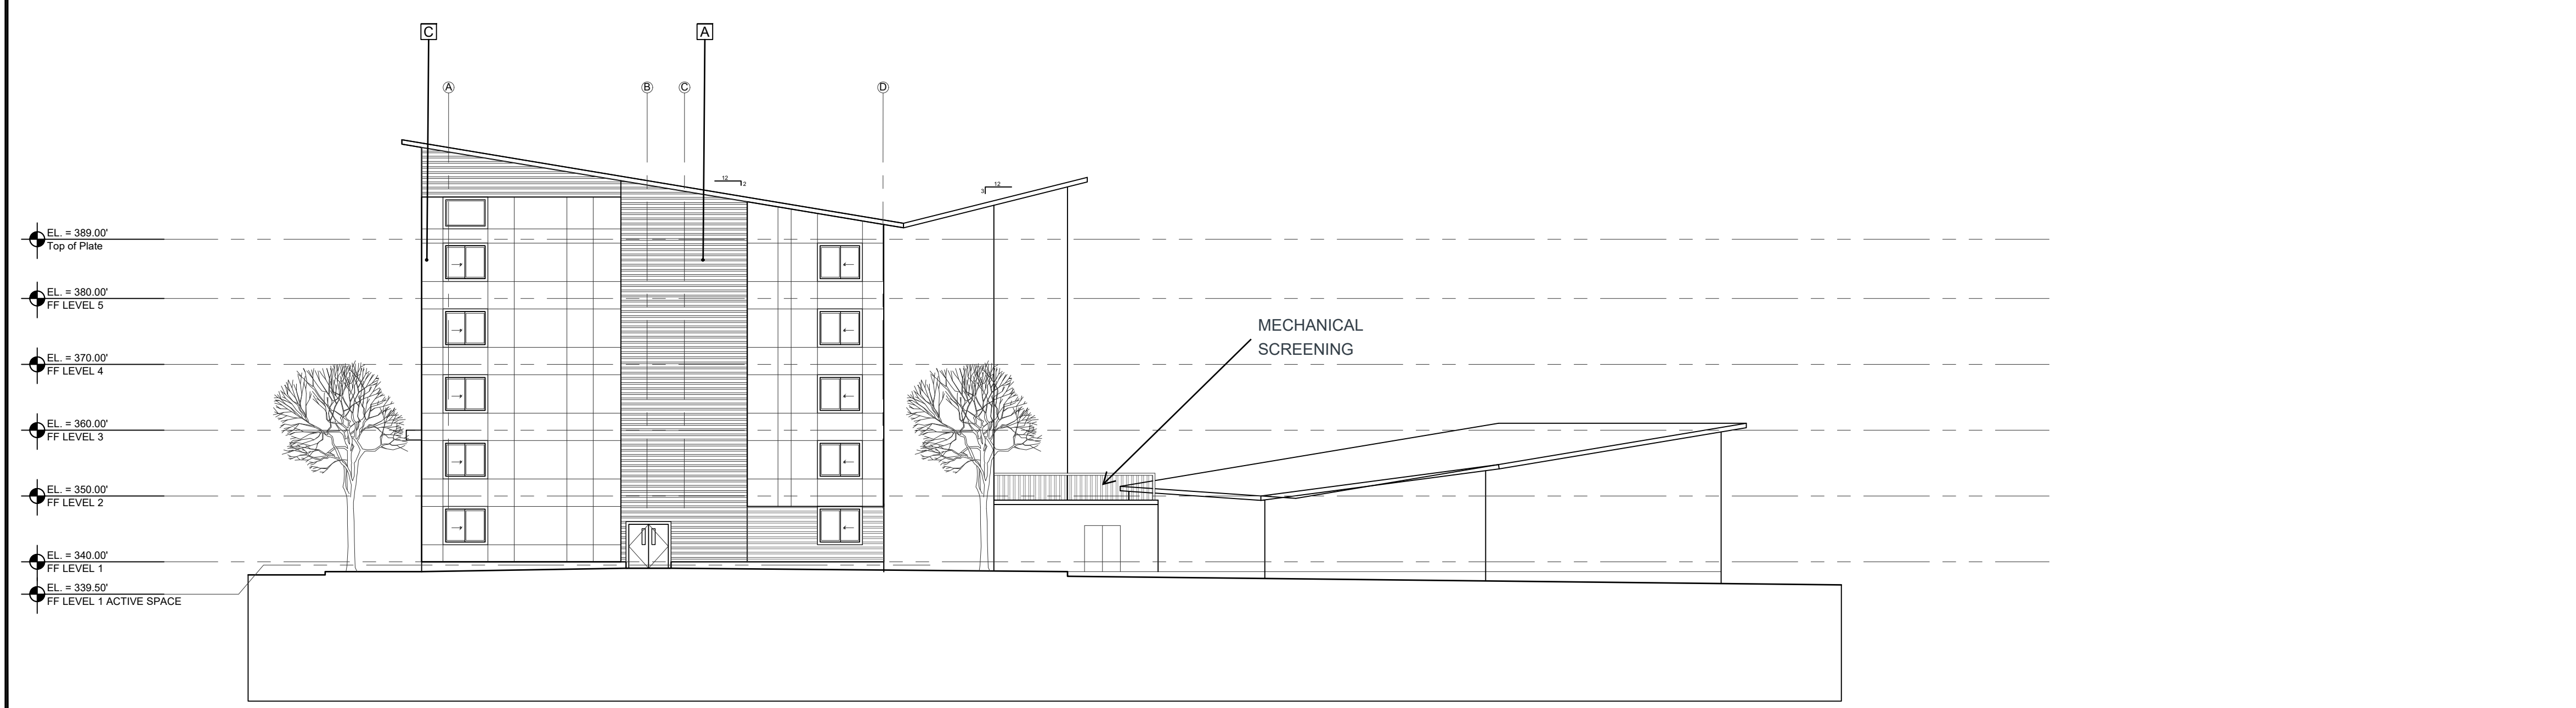 C
A
A
B
C
D
12
2
12
3
EL. = 389.00'
Top of Plate
EL. = 380.00'
FF LEVEL 5
MECHANICAL
SCREENING
EL. = 370.00'
FF LEVEL 4
EL. = 360.00'
FF LEVEL 3
EL. = 350.00'
FF LEVEL 2
EL. = 340.00'
FF LEVEL 1
EL. = 339.50'
FF LEVEL 1 ACTIVE SPACE